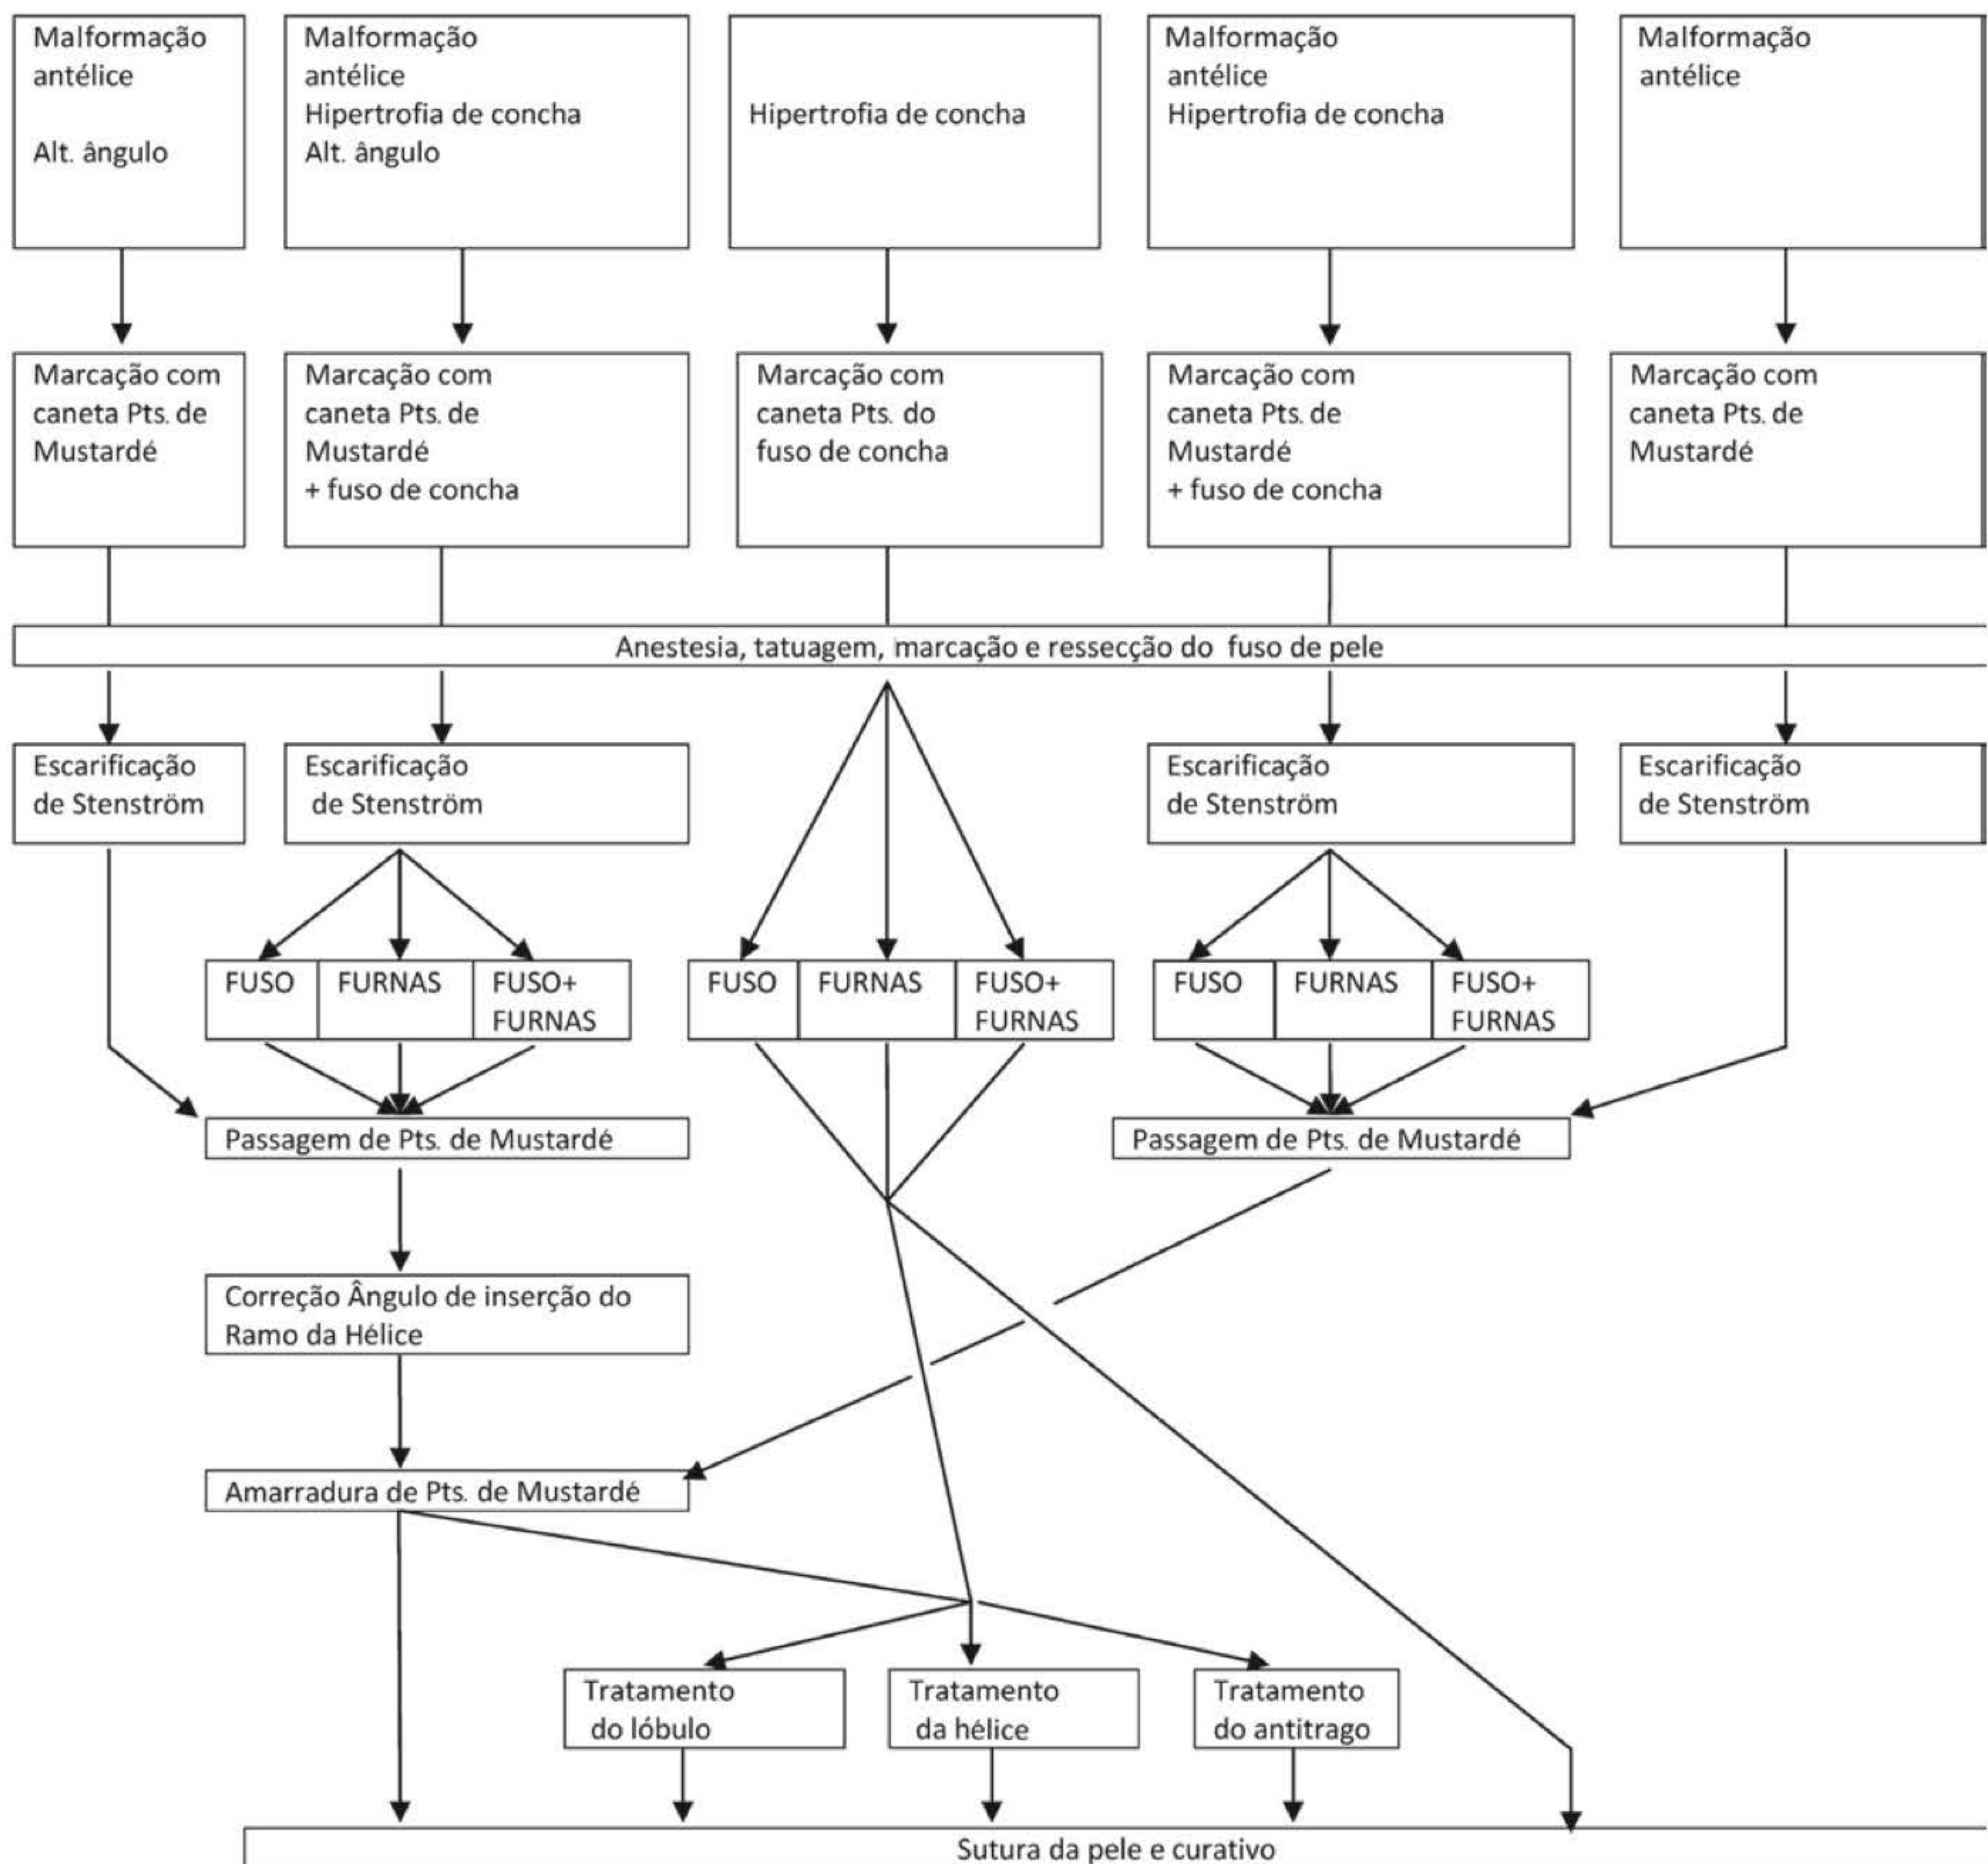 Malformação
antélice
Alt. ângulo
Malformação
antélice
Hipertrofia de concha
Alt. ângulo
Hipertrofia de concha
Malformação
antélice
Hipertrofia de concha
Malformação
antélice
Marcação com
caneta Pts. de
Mustardé
Marcação com
caneta Pts. de
Mustardé
+ fuso de concha
Marcação com
caneta Pts. do
fuso de concha
Marcação com
caneta Pts. de
Mustardé
+ fuso de concha
Marcação com
caneta Pts. de
Mustardé
Anestesia, tatuagem, marcação e ressecção do fuso de pele
Escarificação
de Stenström
Escarificação
de Stenström
Escarificação
de Stenström
Escarificação
de Stenström
FUSO
FURNAS
FUSO+
FURNAS
FUSO
FURNAS
FUSO+
FURNAS
FUSO
FURNAS
FUSO+
FURNAS
Passagem de Pts. de Mustardé
Passagem de Pts. de Mustardé
Correção Ângulo de inserção do
Ramo da Hélice
Amarradura de Pts. de Mustardé
Tratamento
do lóbulo
Tratamento
da hélice
Tratamento
do antitrago
Sutura da pele e curativo